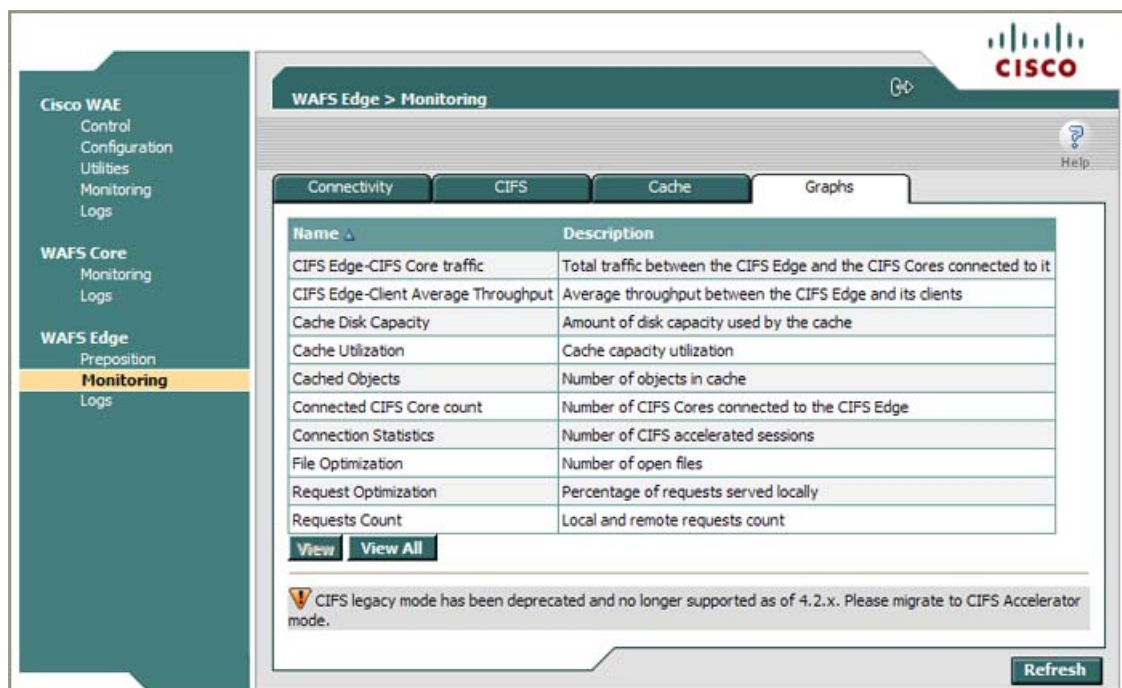 CISCO
Cisco WAE
Control
Configuration
Utilities
Monitoring
Logs
WAFS Core
Monitoring
Logs
WAFS Edge
Preposition
Monitoring
Logs
WAFS Edge > Monitoring
Help
Connectivity CIFS Cache Graphs
Name Description
CIFS Edge-CIFS Core traffic Total traffic between the CIFS Edge and the CIFS Cores connected to it
CIFS Edge-Client Average Throughput Average throughput between the CIFS Edge and its clients
Cache Disk Capacity Amount of disk capacity used by the cache
Cache Utilization Cache capacity utilization
Cached Objects Number of objects in cache
Connected CIFS Core count Number of CIFS Cores connected to the CIFS Edge
Connection Statistics Number of CIFS accelerated sessions
File Optimization Number of open files
Request Optimization Percentage of requests served locally
Requests Count Local and remote requests count
View View All
CIFS legacy mode has been deprecated and no longer supported as of 4.2.x. Please migrate to CIFS Accelerator
mode.
Refresh